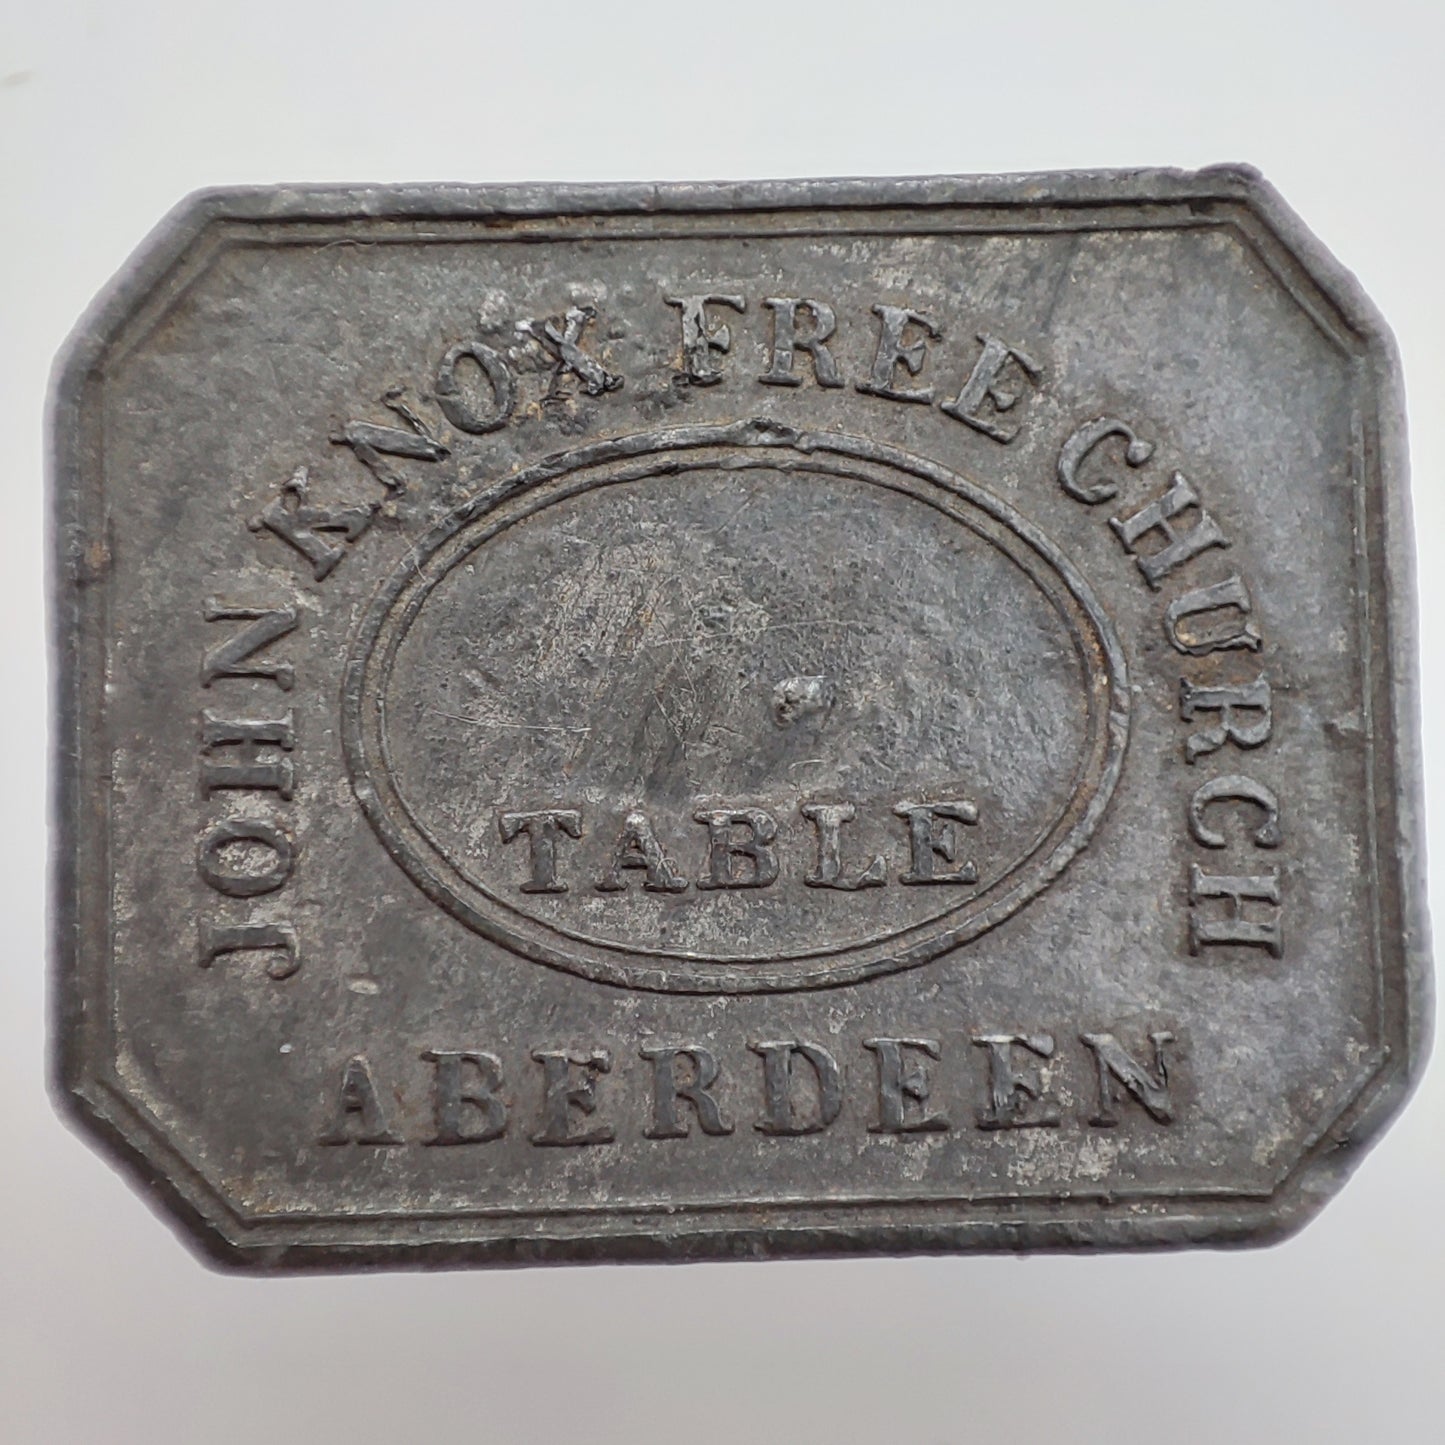 JOHN KNOX FREE CHURCH
TABLE
ABERDEEN